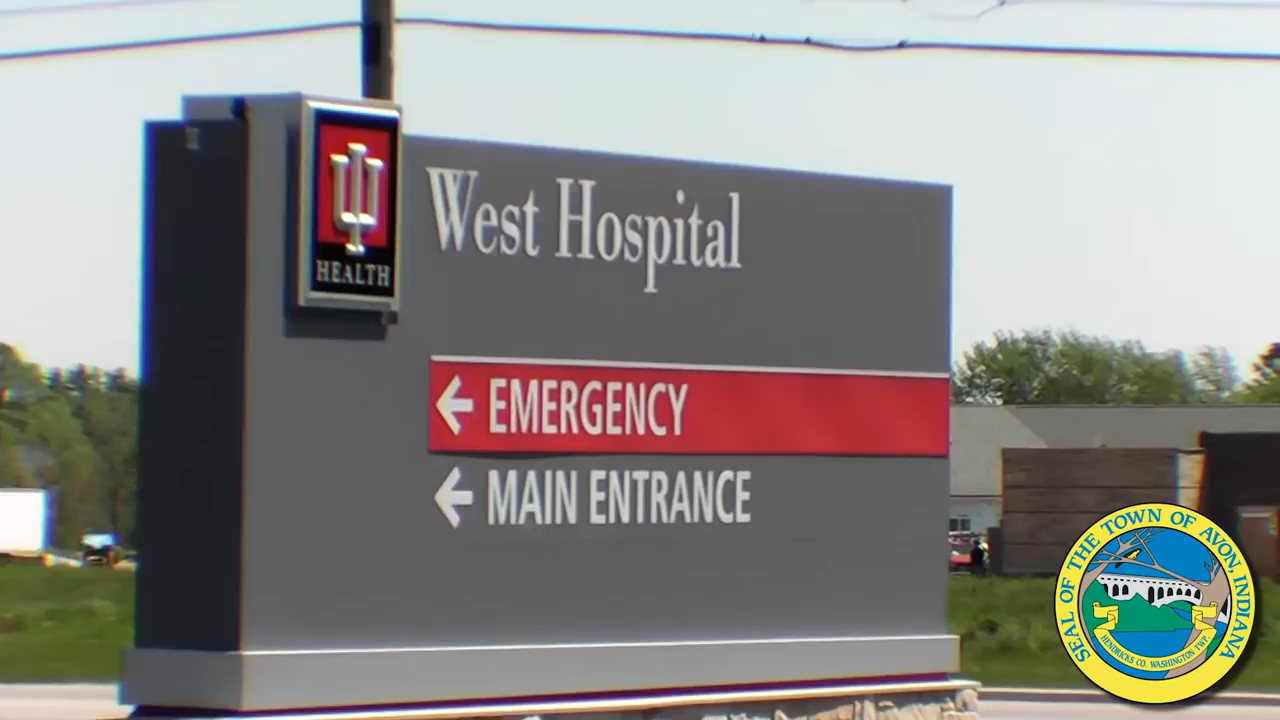 West Hospital
HEALTH
EMERGENCY
MAIN ENTRANCE
SEAL OF THE TOWN OF AVON, INDIANA
HENDRICKS CO. WASHINGTON TWP.